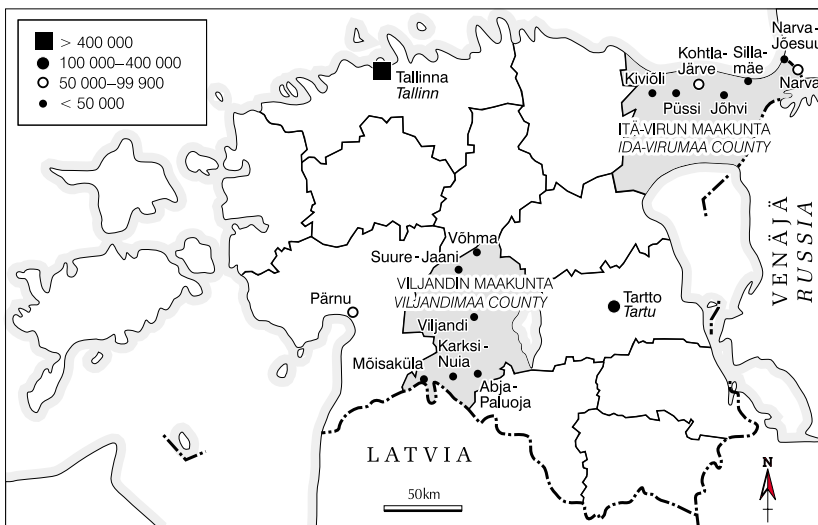 > 400 000
100 000–400 000
50 000–99 900
< 50 000
Tallinna
Tallinn
Narva-
Jõesuu
Kohtla-
Järve
Silla-
mäe
Kiviõli
Narva
Püssi
Jõhvi
ITÄ-VIRUN MAAKUNTA
IDA-VIRUMAA COUNTY
VENÄJÄ
RUSSIA
Võhma
Suure-Jaani
VILJANDIN MAAKUNTA
VILJANDIMAA COUNTY
Pärnu
Viljandi
Tartto
Tartu
Karksi-
Nuia
Mõisaküla
Abja-
Paluoja
LATVIA
50km
N